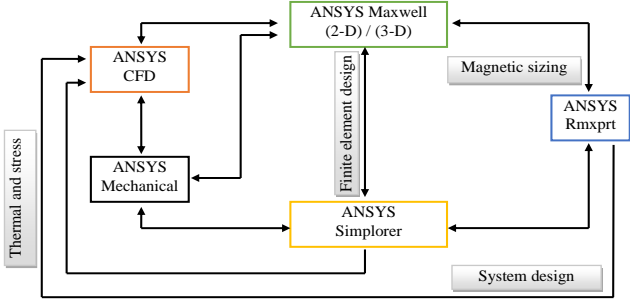 ANSYS Maxwell
(2-D) / (3-D)
ANSYS
CFD
Magnetic sizing
ANSYS
Rmxprt
Finite element design
Thermal and stress
ANSYS
Mechanical
ANSYS
Simplorer
System design